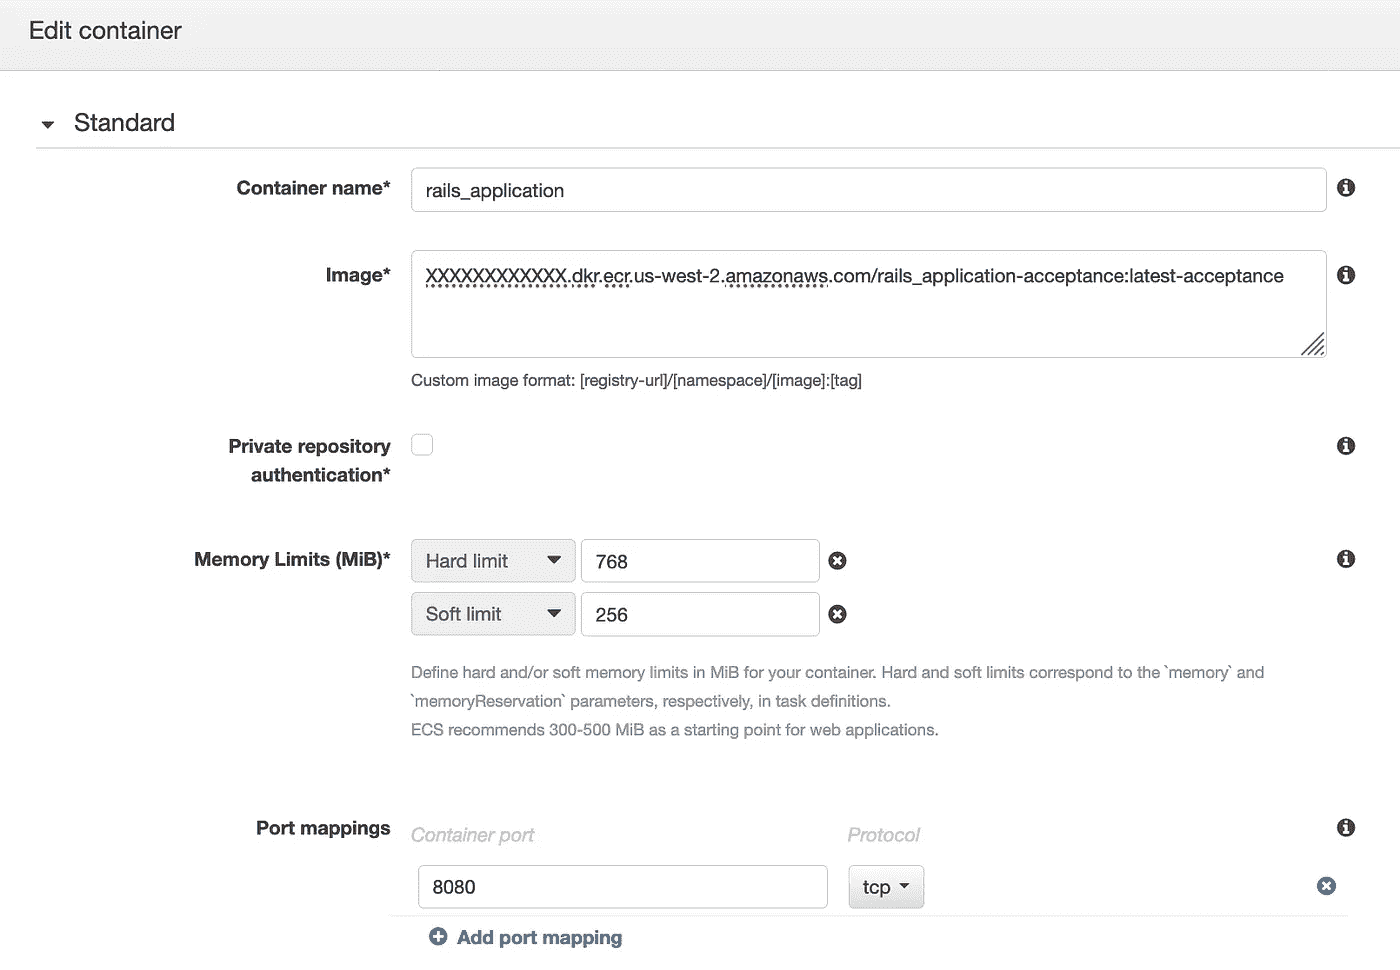 Edit container
Standard
Container name*
rails_application
Image*
XXXXXXXXXXXX.dkr.ecr.us-west-2.amazonaws.com/rails_application-acceptance:latest-acceptance
Custom image format: [registry-url]/[namespace]/[image]:[tag]
Private repository
authentication*
Memory Limits (MiB)*
Hard limit 768
Soft limit 256
Define hard and/or soft memory limits in MiB for your container. Hard and soft limits correspond to the `memory` and
`memoryReservation` parameters, respectively, in task definitions.
ECS recommends 300-500 MiB as a starting point for web applications.
Port mappings
Container port Protocol
8080 tcp
Add port mapping